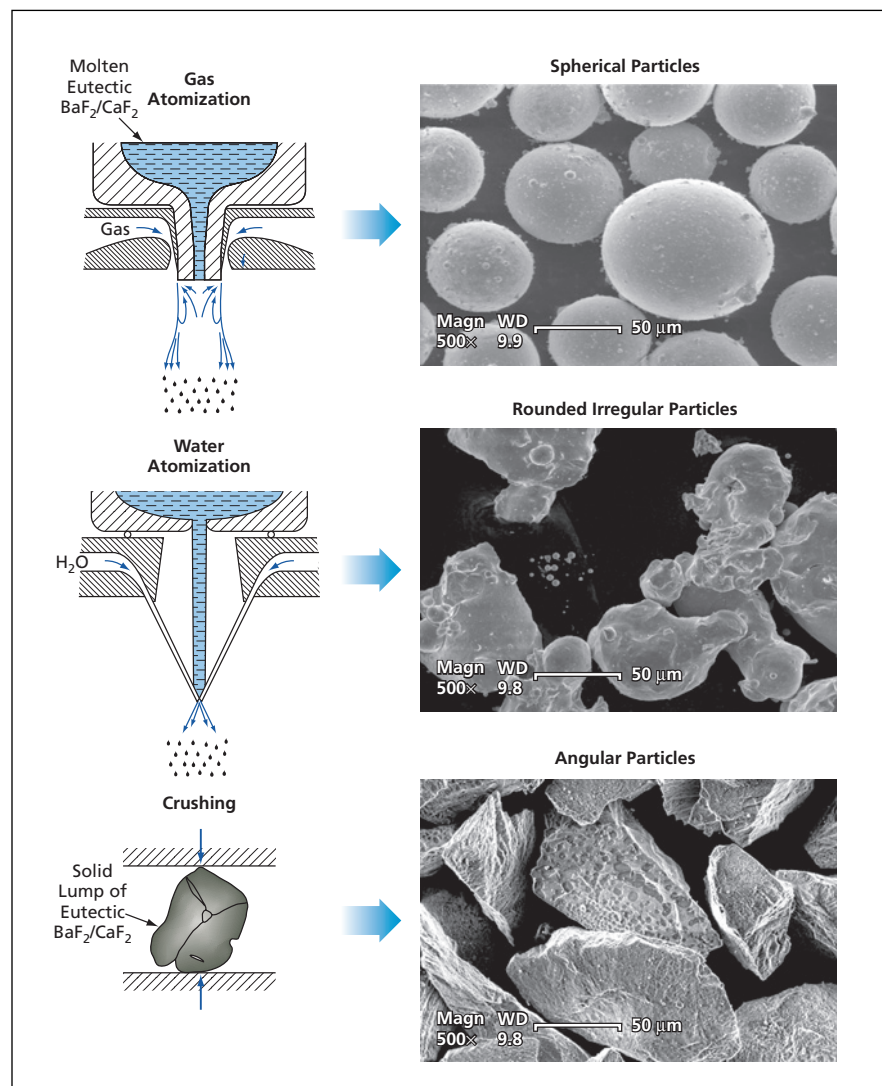 Molten
Eutectic
BaF₂/CaF₂
Gas
Atomization
Gas
Spherical Particles
Magn WD
500× 9.9
50 μm
Water
Atomization
H₂O
Rounded Irregular Particles
Magn WD
500× 9.8
50 μm
Crushing
Solid
Lump of
Eutectic
BaF₂/CaF₂
Angular Particles
Magn WD
500× 9.8
50 μm